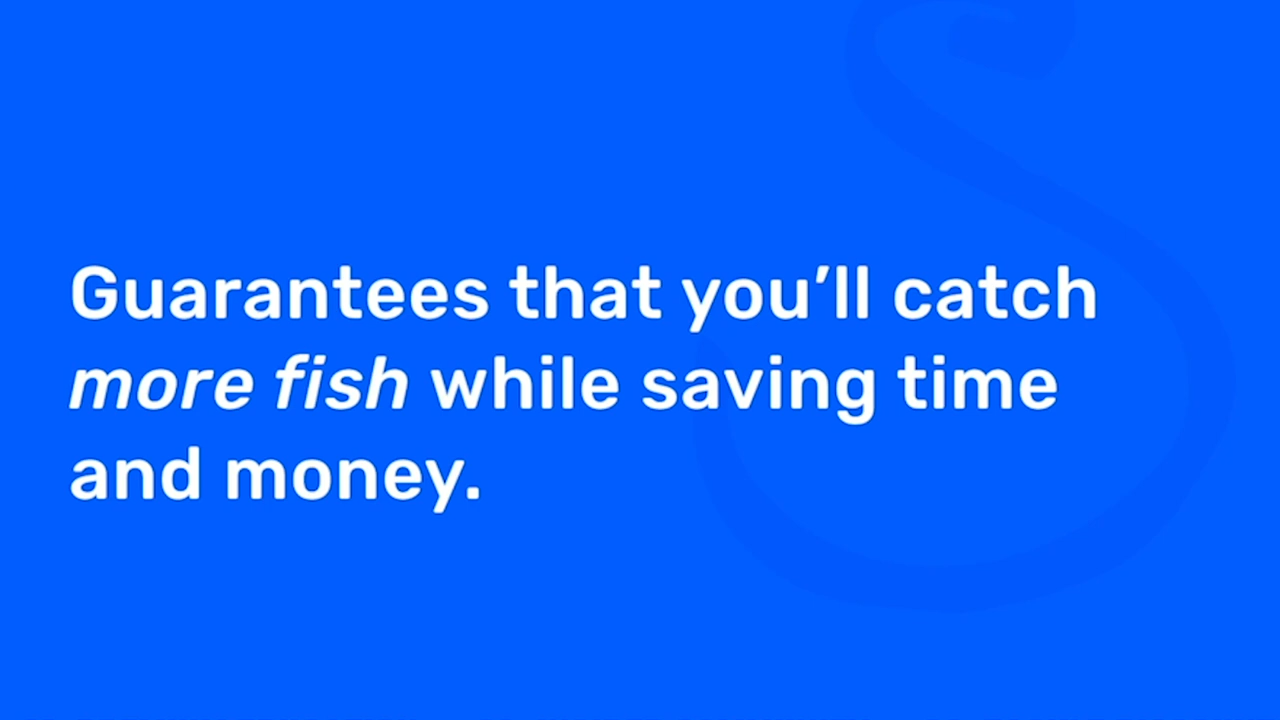 Guarantees that you’ll catch
more fish while saving time
and money.